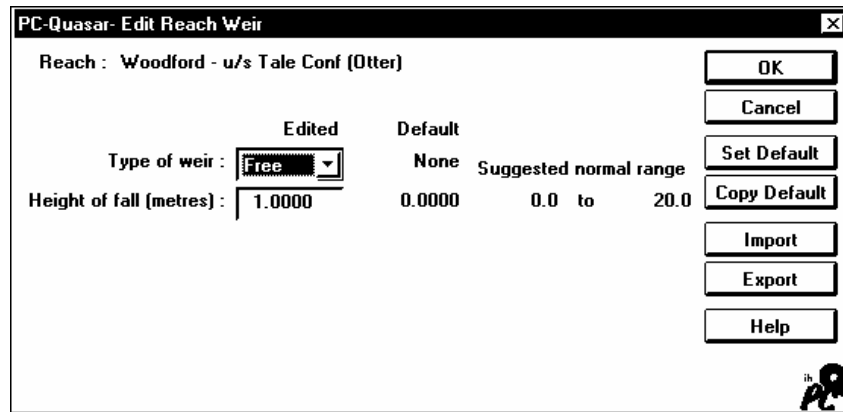 PC-Quasar- Edit Reach Weir
Reach : Woodford - u/s Tale Conf (Otter)
Edited Default
Type of weir : Free None Suggested normal range
Height of fall (metres) : 1.0000 0.0000 0.0 to 20.0
OK
Cancel
Set Default
Copy Default
Import
Export
Help
ih PC